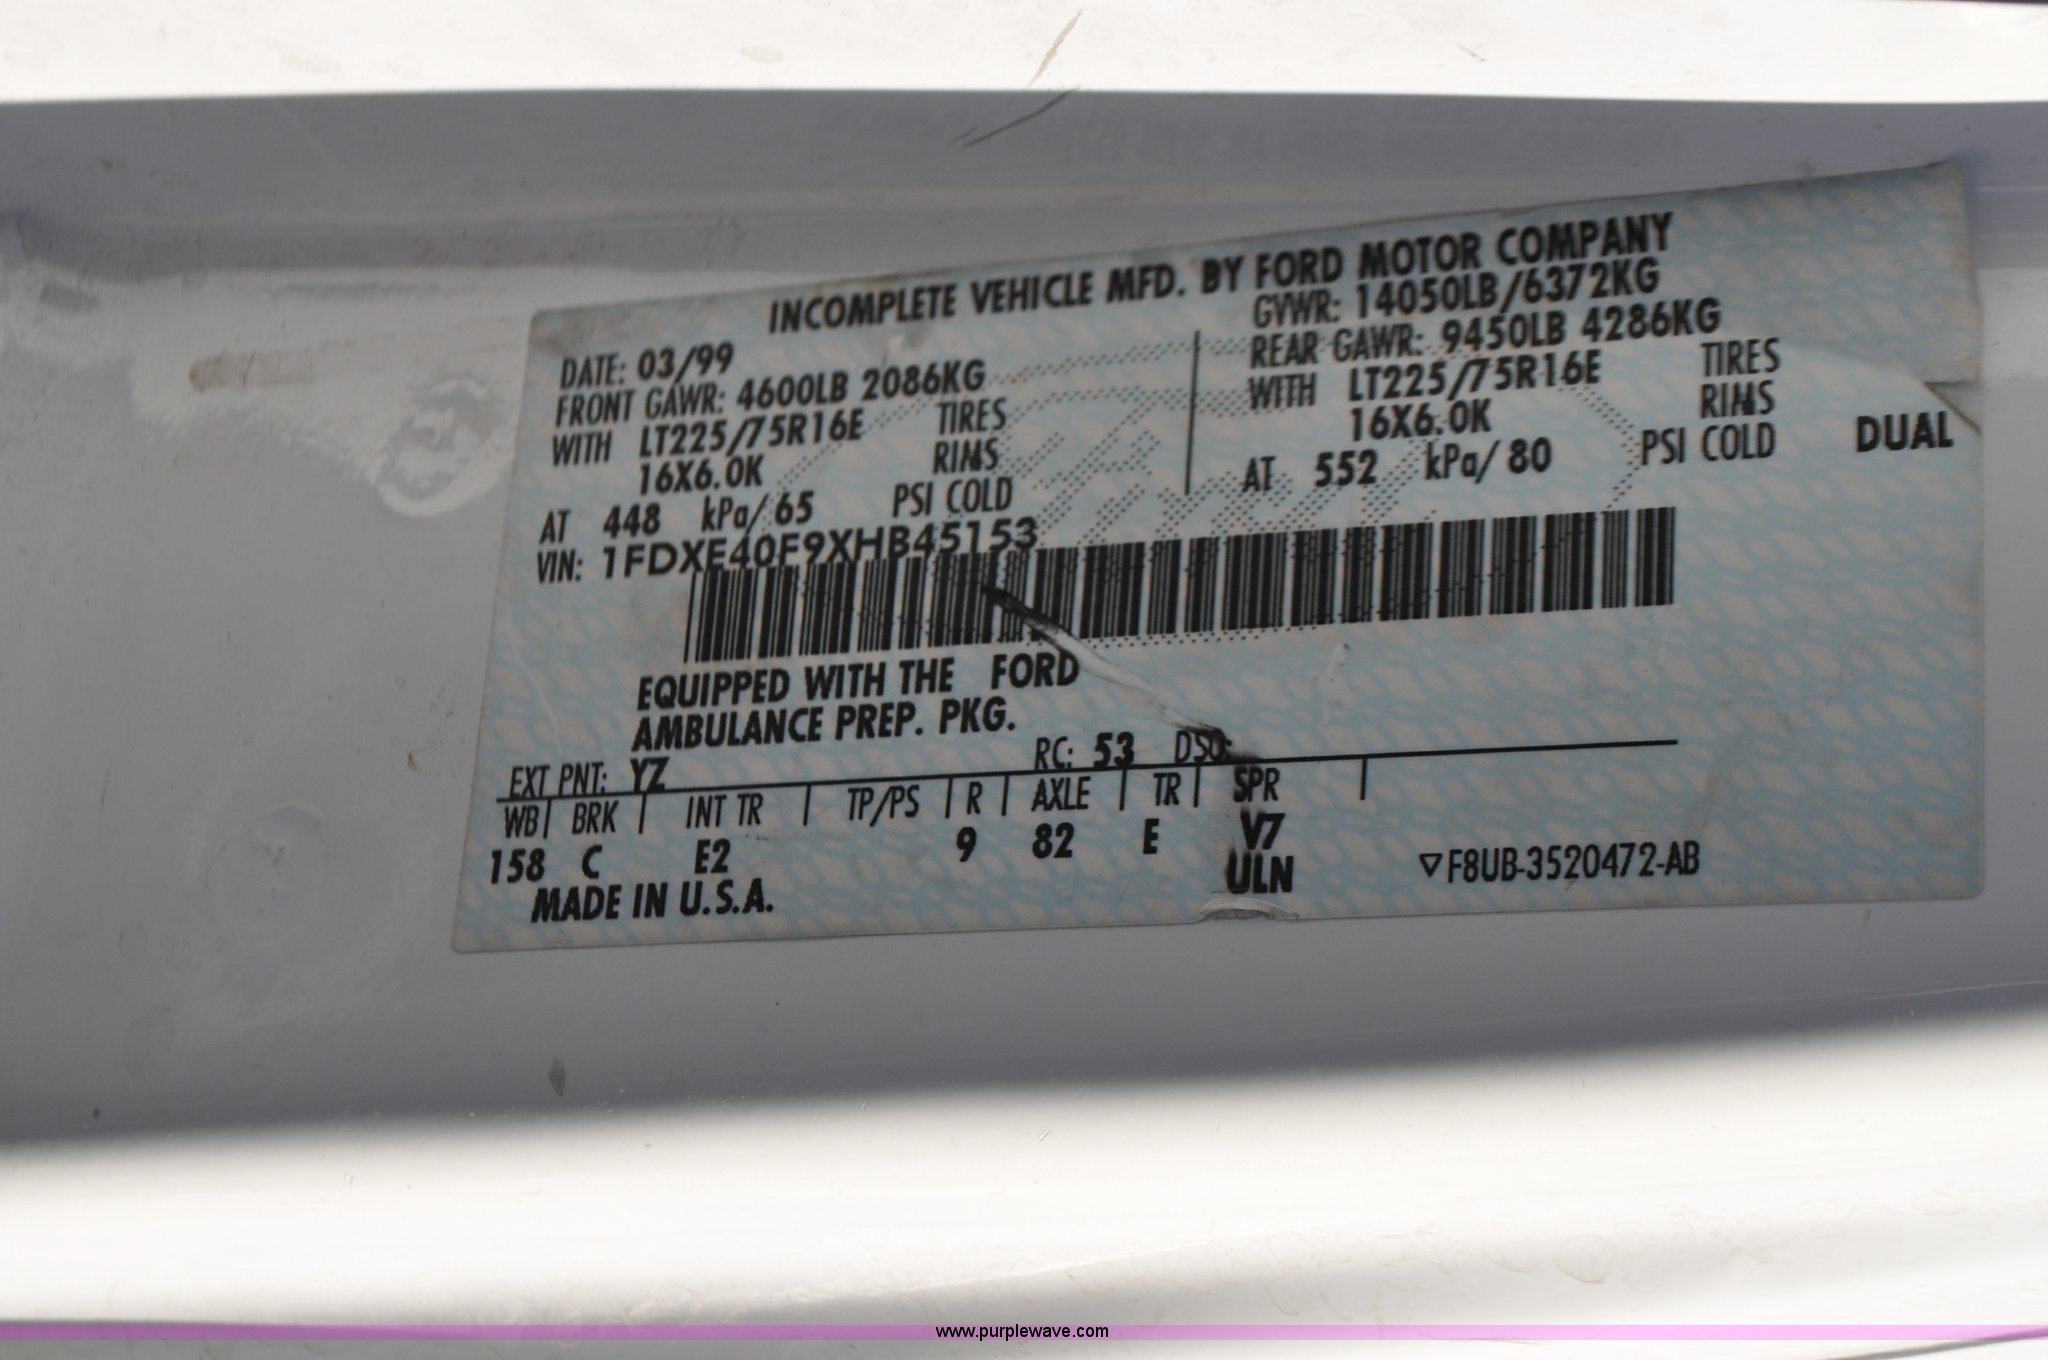 INCOMPLETE VEHICLE MFD. BY FORD MOTOR COMPANY
DATE: 03/99
FRONT GAWR: 4600LB 2086KG
WITH LT225/75R16E TIRES
16X6.0K RIMS
AT 448 kPa/ 65 PSI COLD
GVWR: 14050LB/6372KG
REAR GAWR: 9450LB 4286KG
WITH LT225/75R16E TIRES
16X6.0K RIMS
AT 552 kPa/ 80 PSI COLD DUAL
VIN: 1FDXE40F9XHB45153
EQUIPPED WITH THE FORD
AMBULANCE PREP. PKG.
EXT PNT: YZ RC: 53 DSO:
WB| BRK | INT TR | TP/PS | R | AXLE | TR | SPR |
158 C E2 9 82 E V7
ULN
MADE IN U.S.A.
▽F8UB-3520472-AB
www.purplewave.com